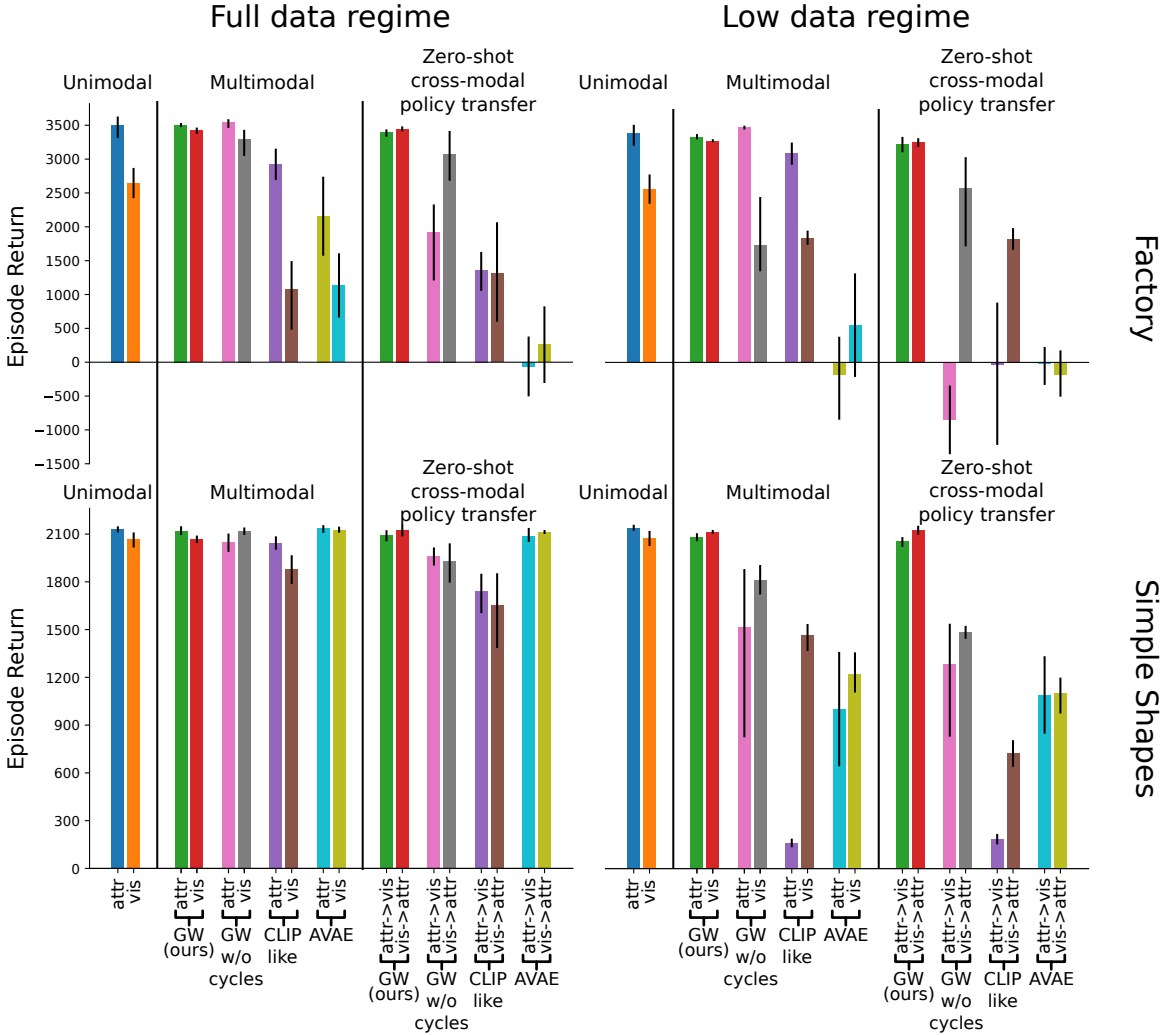 Full data regime
Low data regime
Unimodal
Multimodal
Zero-shot
cross-modal
policy transfer
Unimodal
Multimodal
Zero-shot
cross-modal
policy transfer
Episode Return
3500
3000
2500
2000
1500
1000
500
0
−500
−1000
−1500
Factory
Unimodal
Multimodal
Zero-shot
cross-modal
policy transfer
Unimodal
Multimodal
Zero-shot
cross-modal
policy transfer
Episode Return
2100
1800
1500
1200
900
600
300
0
Simple Shapes
attr
vis
attr
vis
GW
(ours)
attr
vis
GW
w/o
cycles
attr
vis
CLIP
like
attr
vis
AVAE
attr->vis
vis->attr
GW
(ours)
attr->vis
vis->attr
GW
w/o
cycles
attr->vis
vis->attr
CLIP
like
attr->vis
vis->attr
AVAE
attr
vis
attr
vis
GW
(ours)
attr
vis
GW
w/o
cycles
attr
vis
CLIP
like
attr
vis
AVAE
attr->vis
vis->attr
GW
(ours)
attr->vis
vis->attr
GW
w/o
cycles
attr->vis
vis->attr
CLIP
like
attr->vis
vis->attr
AVAE